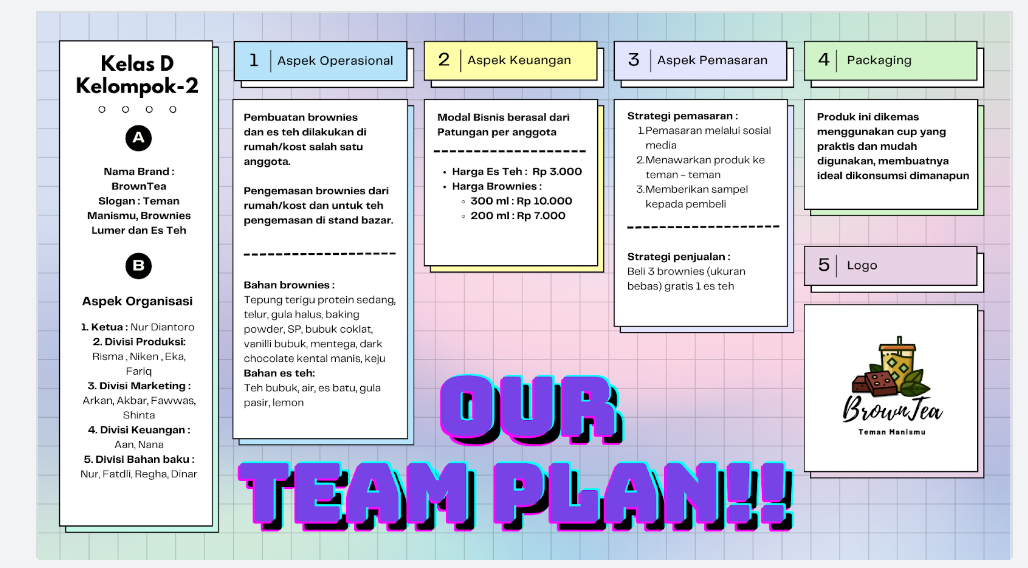 Kelas D
Kelompok-2
A
Nama Brand :
BrownTea
Slogan : Teman
Manismu, Brownies
Lumer dan Es Teh
B
Aspek Organisasi
1. Ketua : Nur Diantoro
2. Divisi Produksi:
Risma , Niken , Eka,
Fariq
3. Divisi Marketing :
Arkan, Akbar, Fawwas,
Shinta
4. Divisi Keuangan :
Aan, Nana
5. Divisi Bahan baku :
Nur, Fatdli, Regha, Dinar
1 Aspek Operasional
Pembuatan brownies
dan es teh dilakukan di
rumah/kost salah satu
anggota.
Pengemasan brownies dari
rumah/kost dan untuk teh
pengemasan di stand bazar.
Bahan brownies :
Tepung terigu protein sedang,
telur, gula halus, baking
powder, SP, bubuk coklat,
vanilli bubuk, mentega, dark
chocolate kental manis, keju
Bahan es teh:
Teh bubuk, air, es batu, gula
pasir, lemon
2 Aspek Keuangan
Modal Bisnis berasal dari
Patungan per anggota
• Harga Es Teh : Rp 3.000
• Harga Brownies :
◦ 300 ml : Rp 10.000
◦ 200 ml : Rp 7.000
3 Aspek Pemasaran
Strategi pemasaran :
1.Pemasaran melalui sosial
media
2.Menawarkan produk ke
teman - teman
3.Memberikan sampel
kepada pembeli
Strategi penjualan :
Beli 3 brownies (ukuran
bebas) gratis 1 es teh
4 Packaging
Produk ini dikemas
menggunakan cup yang
praktis dan mudah
digunakan, membuatnya
ideal dikonsumsi dimanapun
5 Logo
BrownTea
Teman Manismu
OUR
TEAM PLAN!!